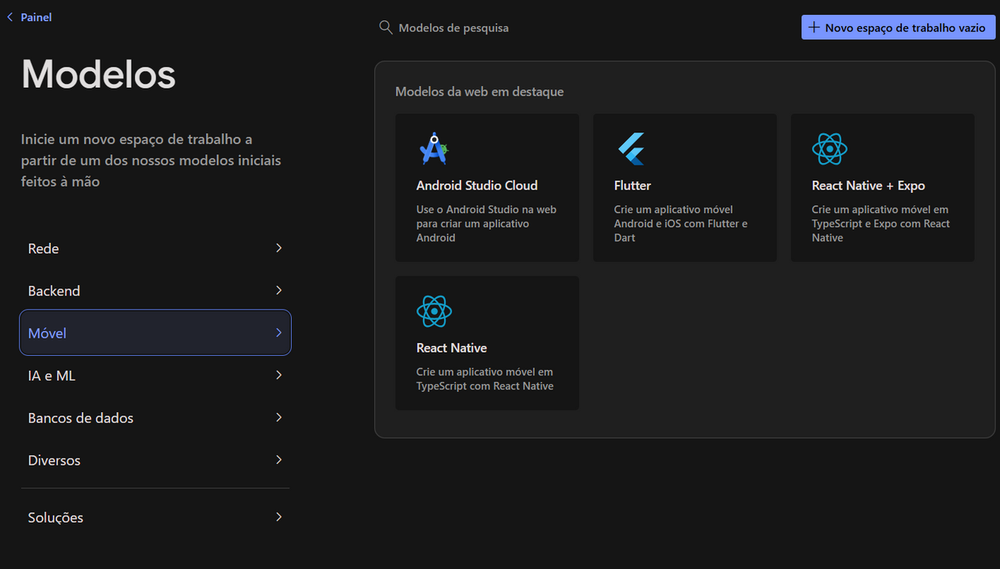 Painel
Modelos
Inicie um novo espaço de trabalho a
partir de um dos nossos modelos iniciais
feitos à mão
Rede
Backend
Móvel
IA e ML
Bancos de dados
Diversos
Soluções
Modelos de pesquisa
Novo espaço de trabalho vazio
Modelos da web em destaque
Android Studio Cloud
Use o Android Studio na web
para criar um aplicativo
Android
Flutter
Crie um aplicativo móvel
Android e iOS com Flutter e
Dart
React Native + Expo
Crie um aplicativo móvel em
TypeScript e Expo com React
Native
React Native
Crie um aplicativo móvel em
TypeScript com React Native